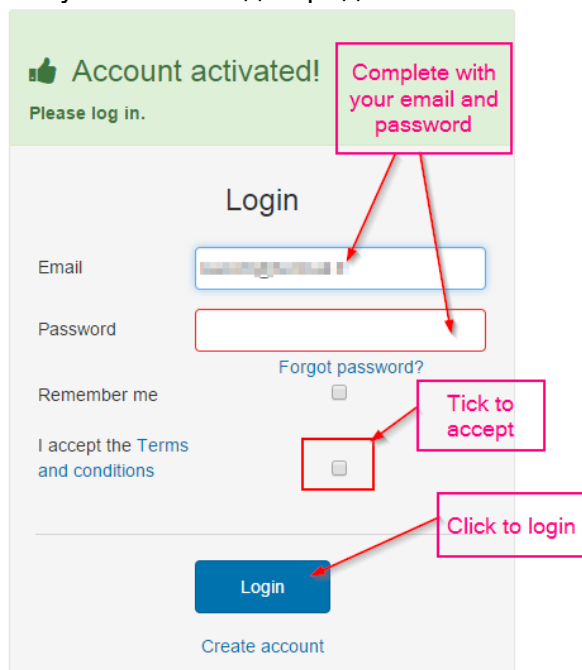 Account activated!
Please log in.
Complete with
your email and
password
Login
Email
Password
Forgot password?
Remember me
Tick to
accept
I accept the Terms
and conditions
Click to login
Login
Create account